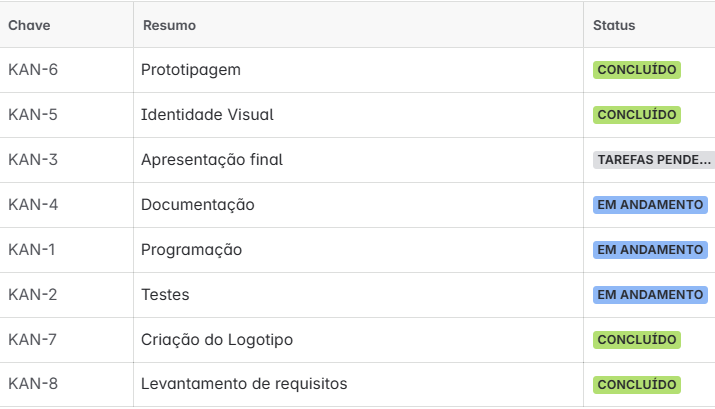 Chave Resumo Status
KAN-6 Prototipagem CONCLUÍDO
KAN-5 Identidade Visual CONCLUÍDO
KAN-3 Apresentação final TAREFAS PENDE...
KAN-4 Documentação EM ANDAMENTO
KAN-1 Programação EM ANDAMENTO
KAN-2 Testes EM ANDAMENTO
KAN-7 Criação do Logotipo CONCLUÍDO
KAN-8 Levantamento de requisitos CONCLUÍDO